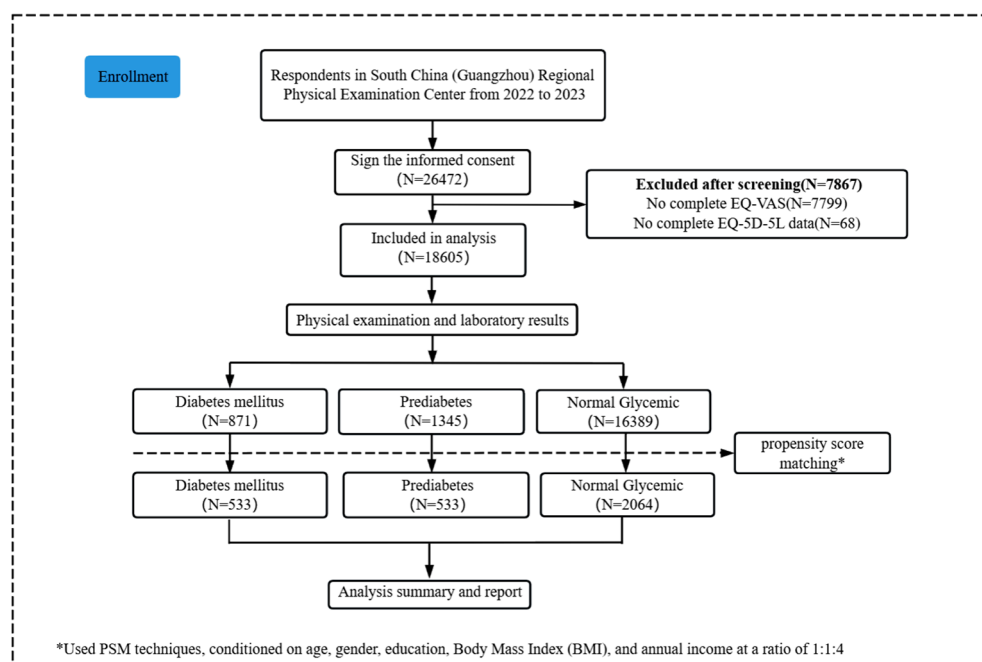 Enrollment
Respondents in South China (Guangzhou) Regional
Physical Examination Center from 2022 to 2023
Sign the informed consent
(N=26472)
Excluded after screening(N=7867)
No complete EQ-VAS(N=7799)
No complete EQ-5D-5L data(N=68)
Included in analysis
(N=18605)
Physical examination and laboratory results
Diabetes mellitus
(N=871)
Prediabetes
(N=1345)
Normal Glycemic
(N=16389)
propensity score
matching*
Diabetes mellitus
(N=533)
Prediabetes
(N=533)
Normal Glycemic
(N=2064)
Analysis summary and report
*Used PSM techniques, conditioned on age, gender, education, Body Mass Index (BMI), and annual income at a ratio of 1:1:4